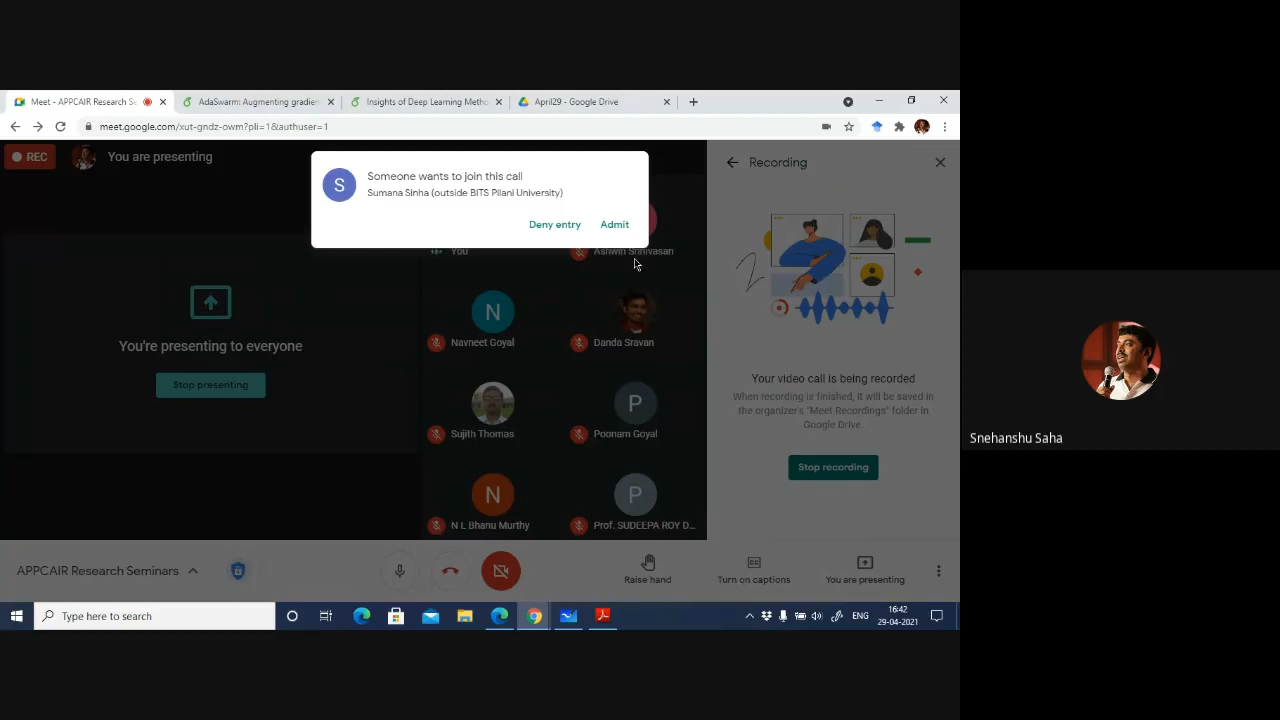 Meet - APPCAIR Research Se
AdaSwarm: Augmenting gradien
Insights of Deep Learning Metho
April29 - Google Drive
meet.google.com/xut-gndz-owm?pli=1&authuser=1
REC
You are presenting
Someone wants to join this call
S
Sumana Sinha (outside BITS Pilani University)
Deny entry
Admit
Recording
You
Ashwin Srinivasan
You're presenting to everyone
Stop presenting
N
Navneet Goyal
Danda Sravan
Sujith Thomas
P
Poonam Goyal
N
N L Bhanu Murthy
P
Prof. SUDEEPA ROY D...
Your video call is being recorded
When recording is finished, it will be saved in
the organizer's "Meet Recordings" folder in
Google Drive.
Stop recording
Snehanshu Saha
APPCAIR Research Seminars
Raise hand
Turn on captions
You are presenting
Type here to search
ENG
16:42
29-04-2021